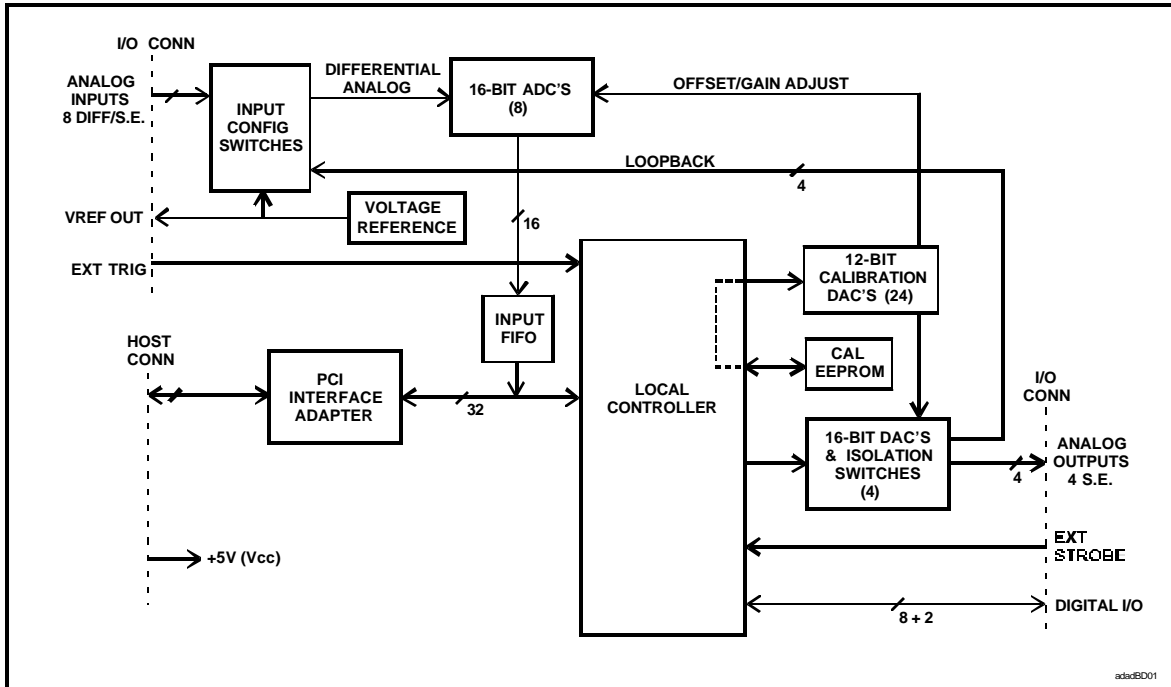 I/O CONN
ANALOG
INPUTS
8 DIFF/S.E.
INPUT
CONFIG
SWITCHES
DIFFERENTIAL
ANALOG
16-BIT ADC'S
(8)
OFFSET/GAIN ADJUST
LOOPBACK
4
VREF OUT
VOLTAGE
REFERENCE
16
EXT TRIG
12-BIT
CALIBRATION
DAC'S (24)
INPUT
FIFO
HOST
CONN
PCI
INTERFACE
ADAPTER
32
LOCAL
CONTROLLER
CAL
EEPROM
I/O
CONN
16-BIT DAC'S
& ISOLATION
SWITCHES
(4)
4
ANALOG
OUTPUTS
4 S.E.
+5V (Vcc)
EXT
STROBE
8 + 2
DIGITAL I/O
adadBD01